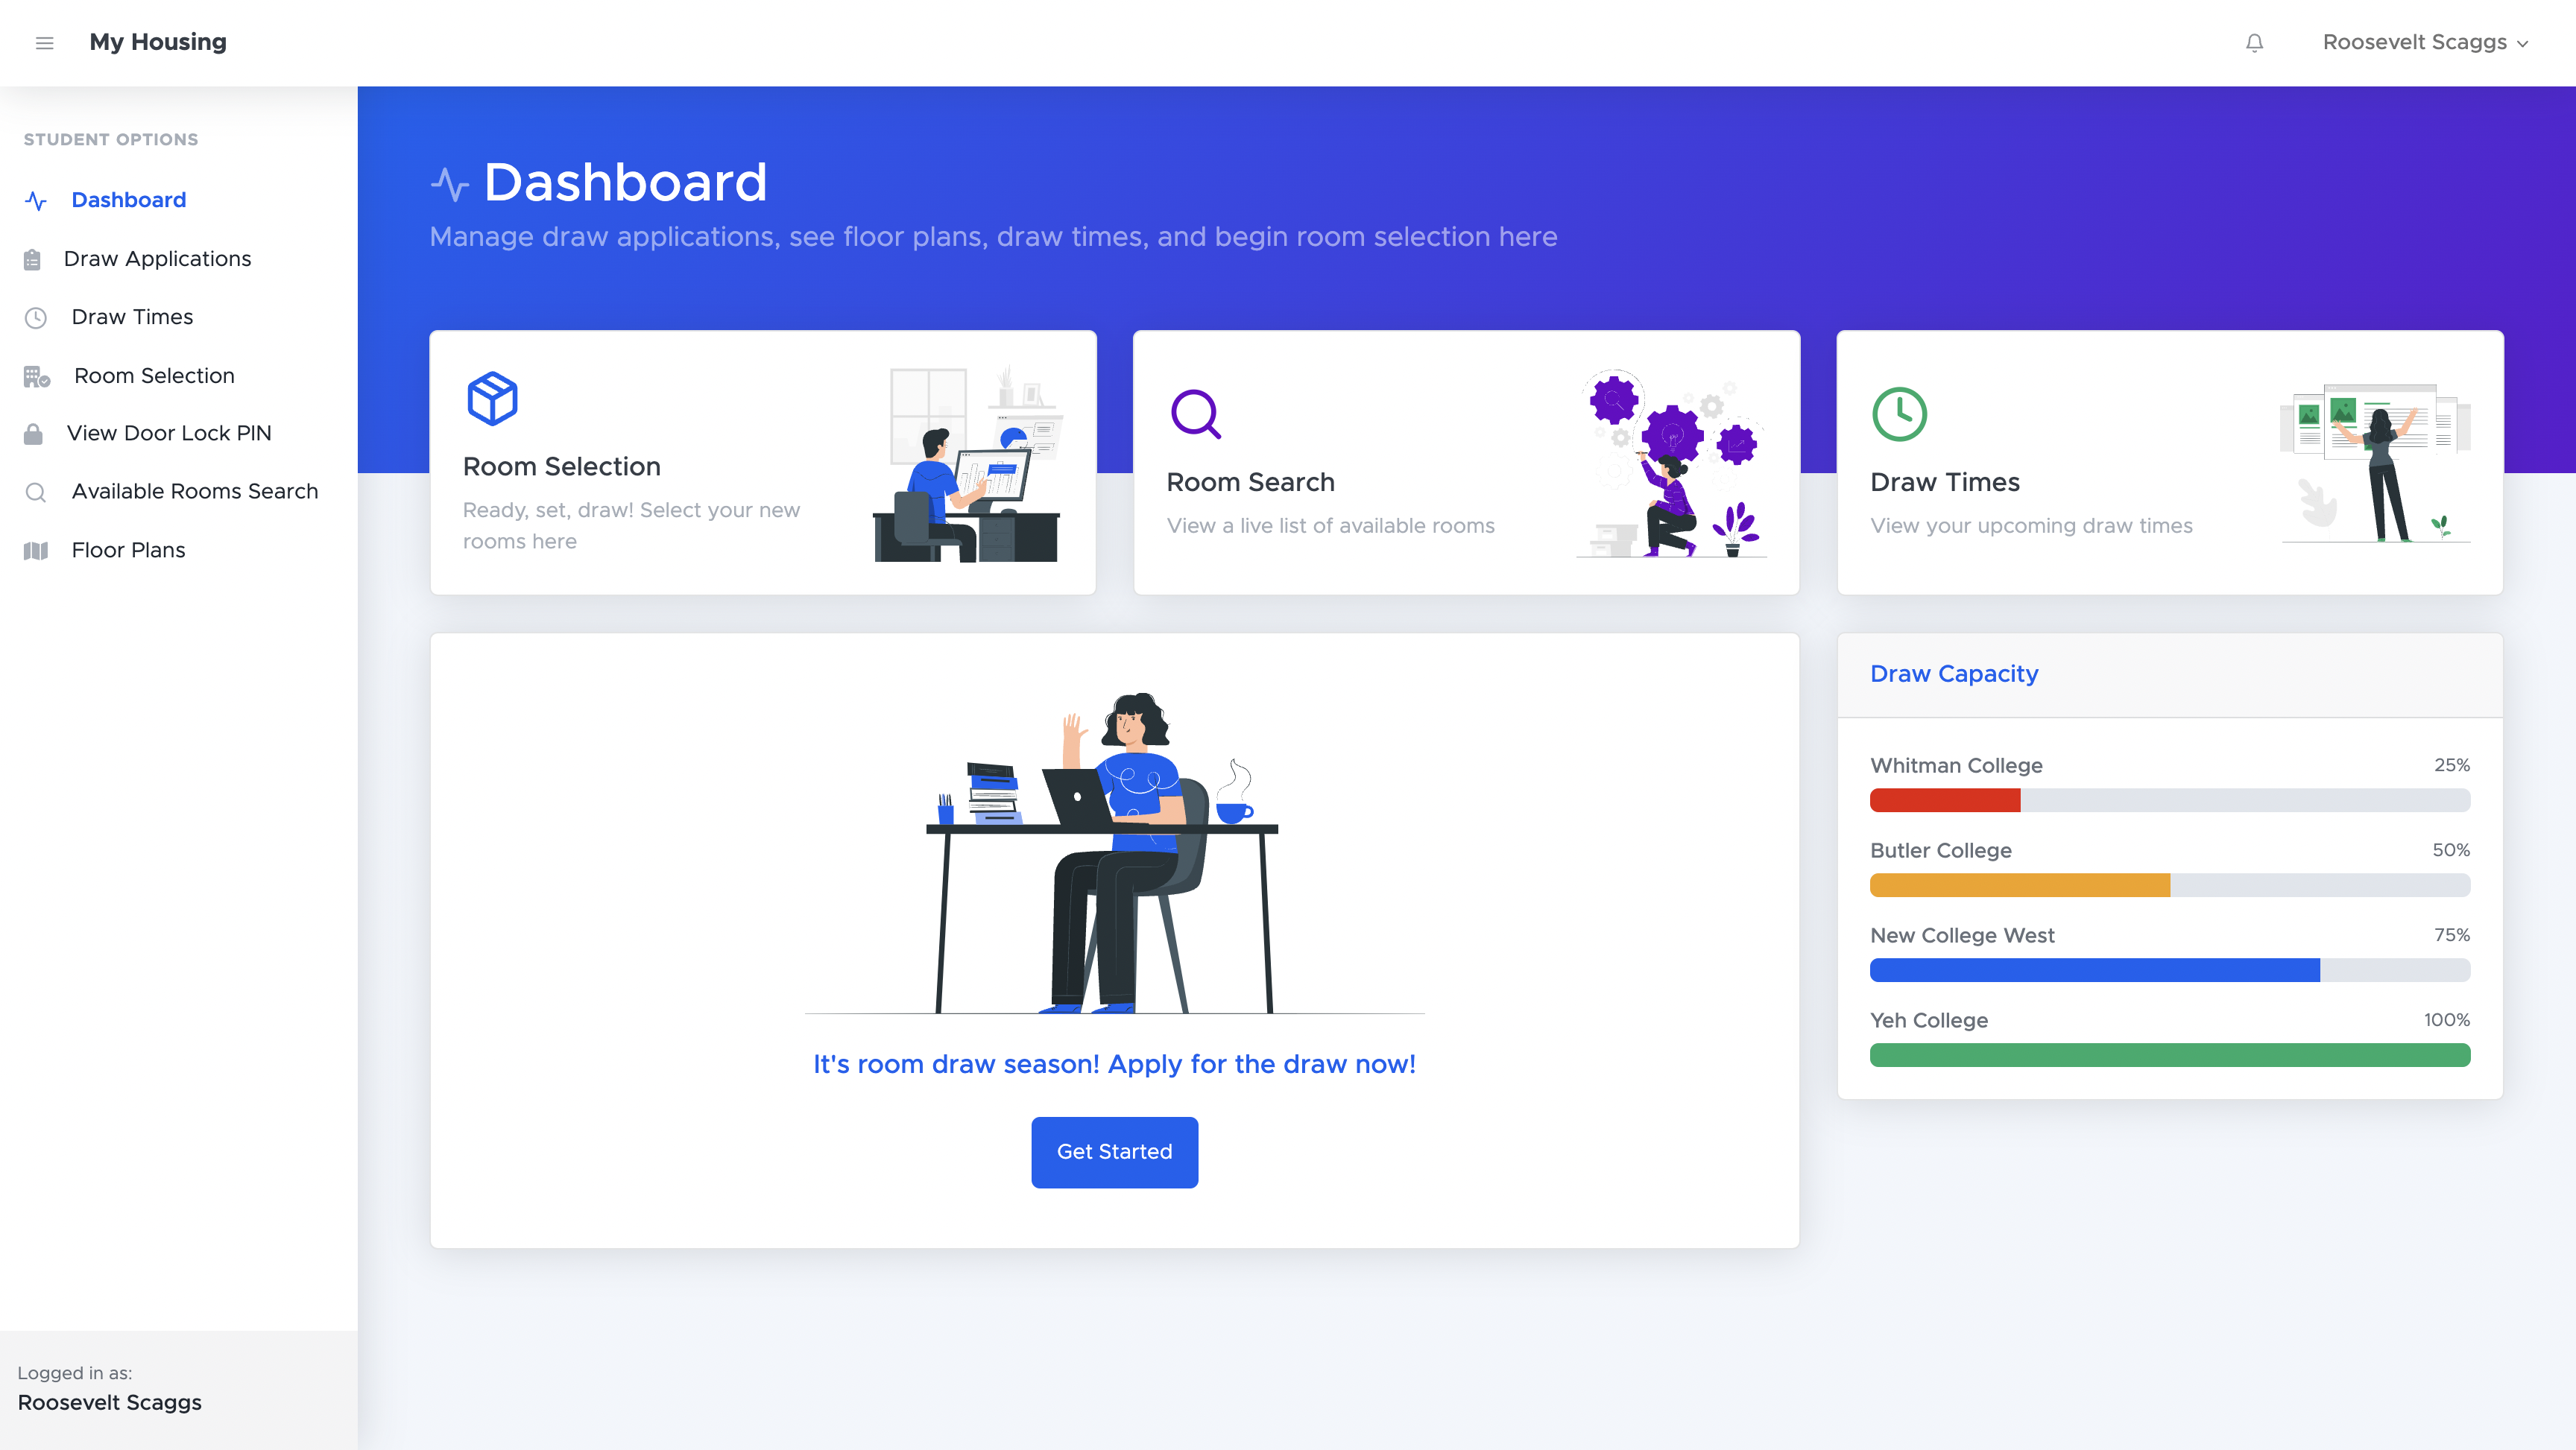 My Housing
Roosevelt Scaggs
STUDENT OPTIONS
Dashboard
Draw Applications
Draw Times
Room Selection
View Door Lock PIN
Available Rooms Search
Floor Plans
Logged in as:
Roosevelt Scaggs
Dashboard
Manage draw applications, see floor plans, draw times, and begin room selection here
Room Selection
Ready, set, draw! Select your new
rooms here
Room Search
View a live list of available rooms
Draw Times
View your upcoming draw times
It's room draw season! Apply for the draw now!
Get Started
Draw Capacity
Whitman College 25%
Butler College 50%
New College West 75%
Yeh College 100%